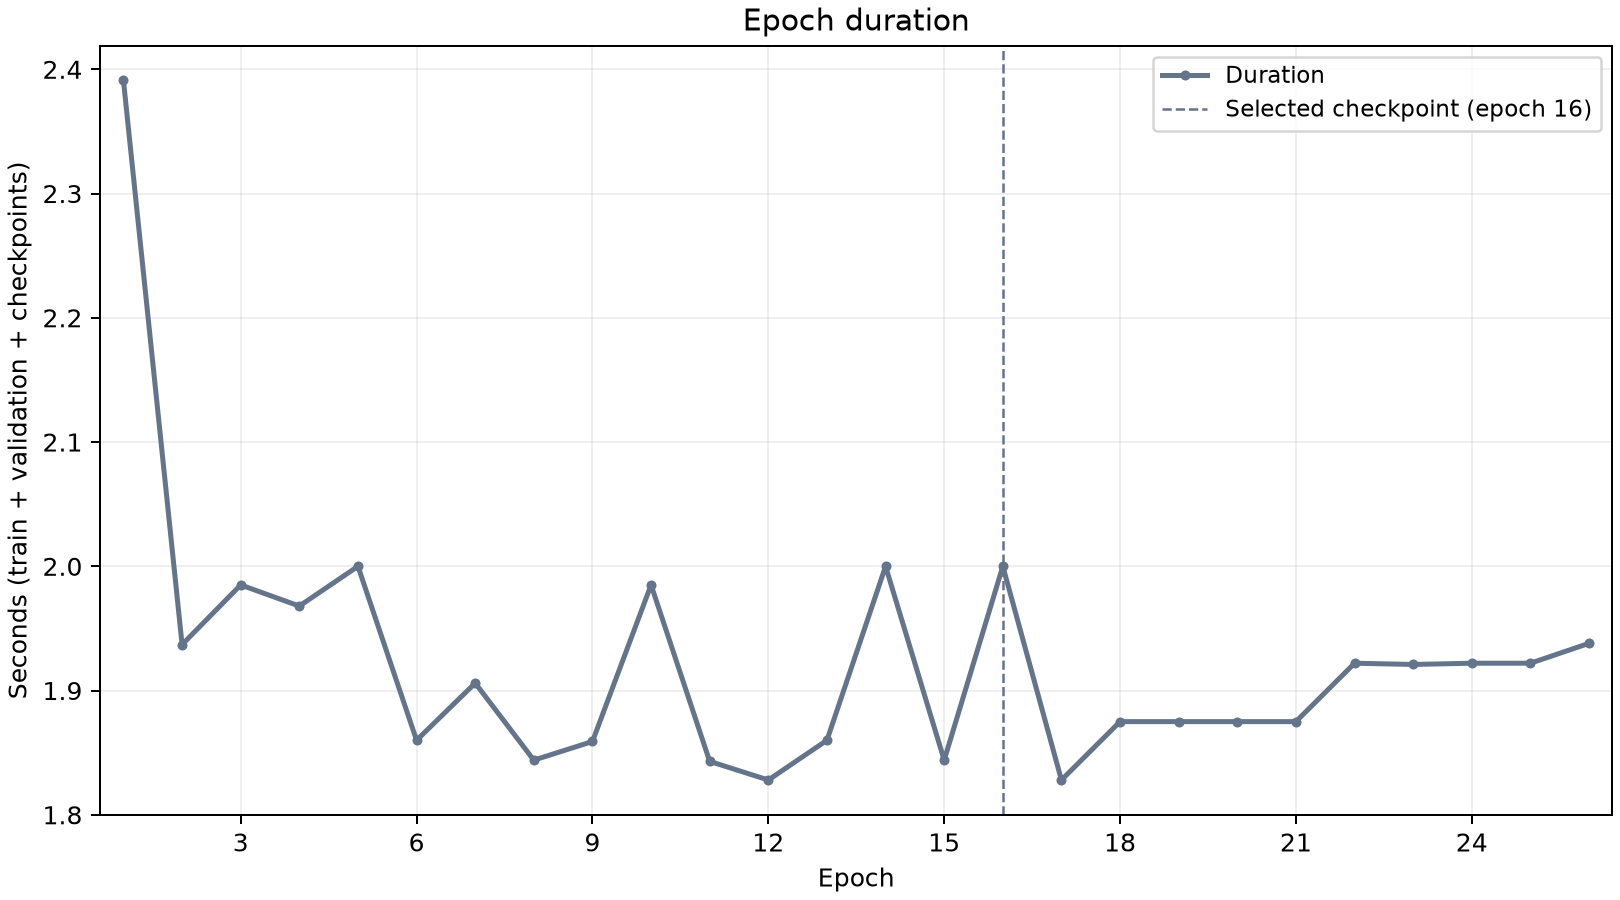 Epoch duration
Duration
Selected checkpoint (epoch 16)
Seconds (train + validation + checkpoints)
2.4
2.3
2.2
2.1
2.0
1.9
1.8
3 6 9 12 15 18 21 24
Epoch